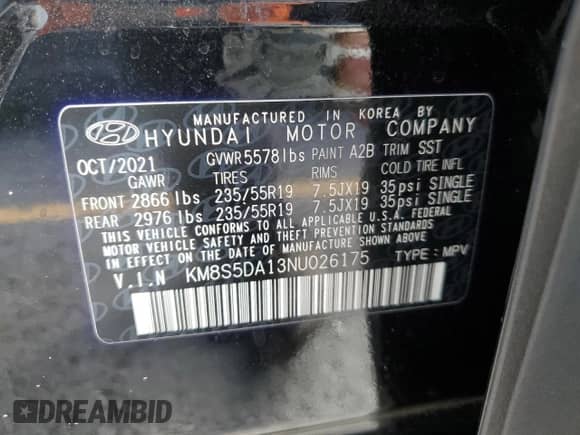 MANUFACTURED IN KOREA BY
HYUNDAI MOTOR COMPANY
OCT/2021 GVWR5578lbs PAINT A2B TRIM SST
GAWR TIRES RIMS COLD TIRE INFL
FRONT 2866 lbs 235/55R19 7.5JX19 35psi SINGLE
REAR 2976 lbs 235/55R19 7.5JX19 35psi SINGLE
THIS VEHICLE CONFORMS TO ALL APPLICABLE U.S.A. FEDERAL
MOTOR VEHICLE SAFETY AND THEFT PREVENTION STANDARDS
IN EFFECT ON THE DATE OF MANUFACTURE SHOWN ABOVE.
V.I.N KM8S5DA13NU026175 TYPE:MPV
DREAMBID